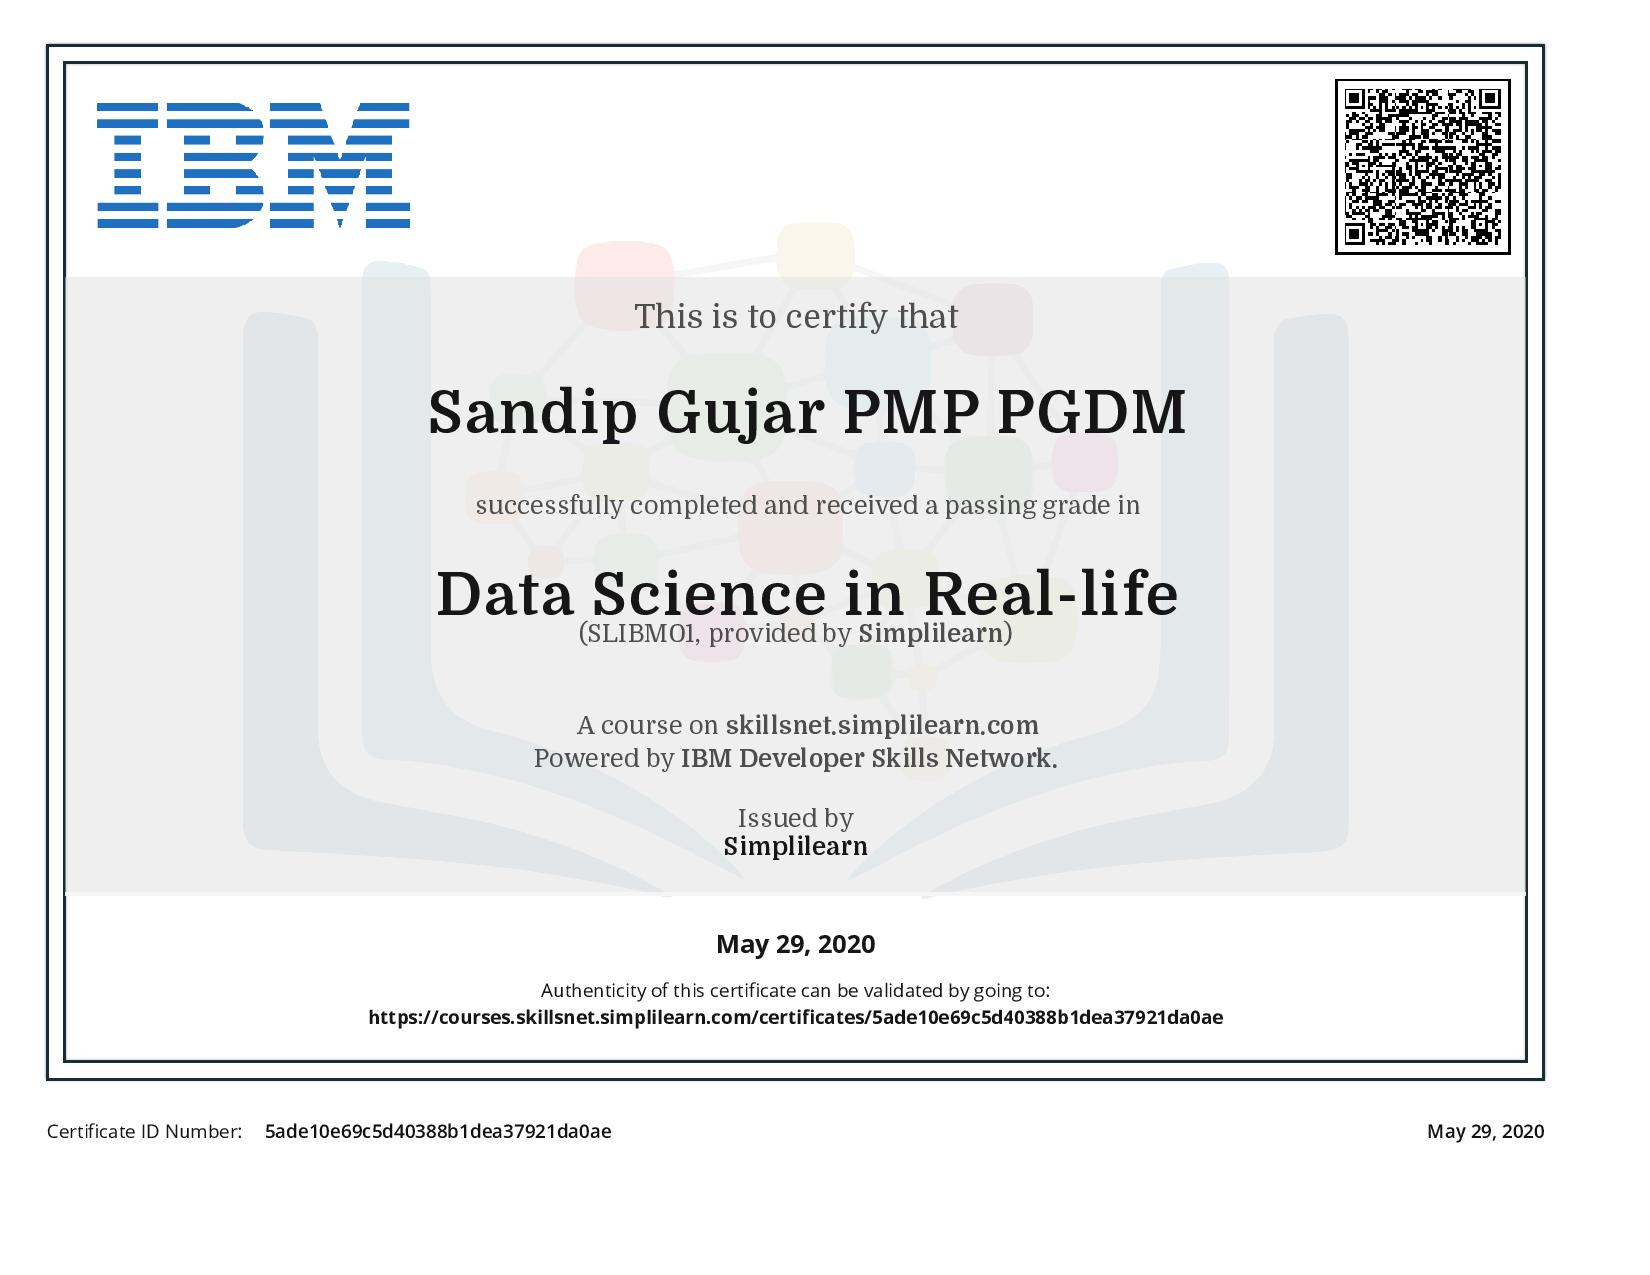 IBM
This is to certify that
Sandip Gujar PMP PGDM
successfully completed and received a passing grade in
Data Science in Real-life
(SLIBM01, provided by Simplilearn)
A course on skillsnet.simplilearn.com
Powered by IBM Developer Skills Network.
Issued by
Simplilearn
May 29, 2020
Authenticity of this certificate can be validated by going to:
https://courses.skillsnet.simplilearn.com/certificates/5ade10e69c5d40388b1dea37921da0ae
Certificate ID Number: 5ade10e69c5d40388b1dea37921da0ae
May 29, 2020